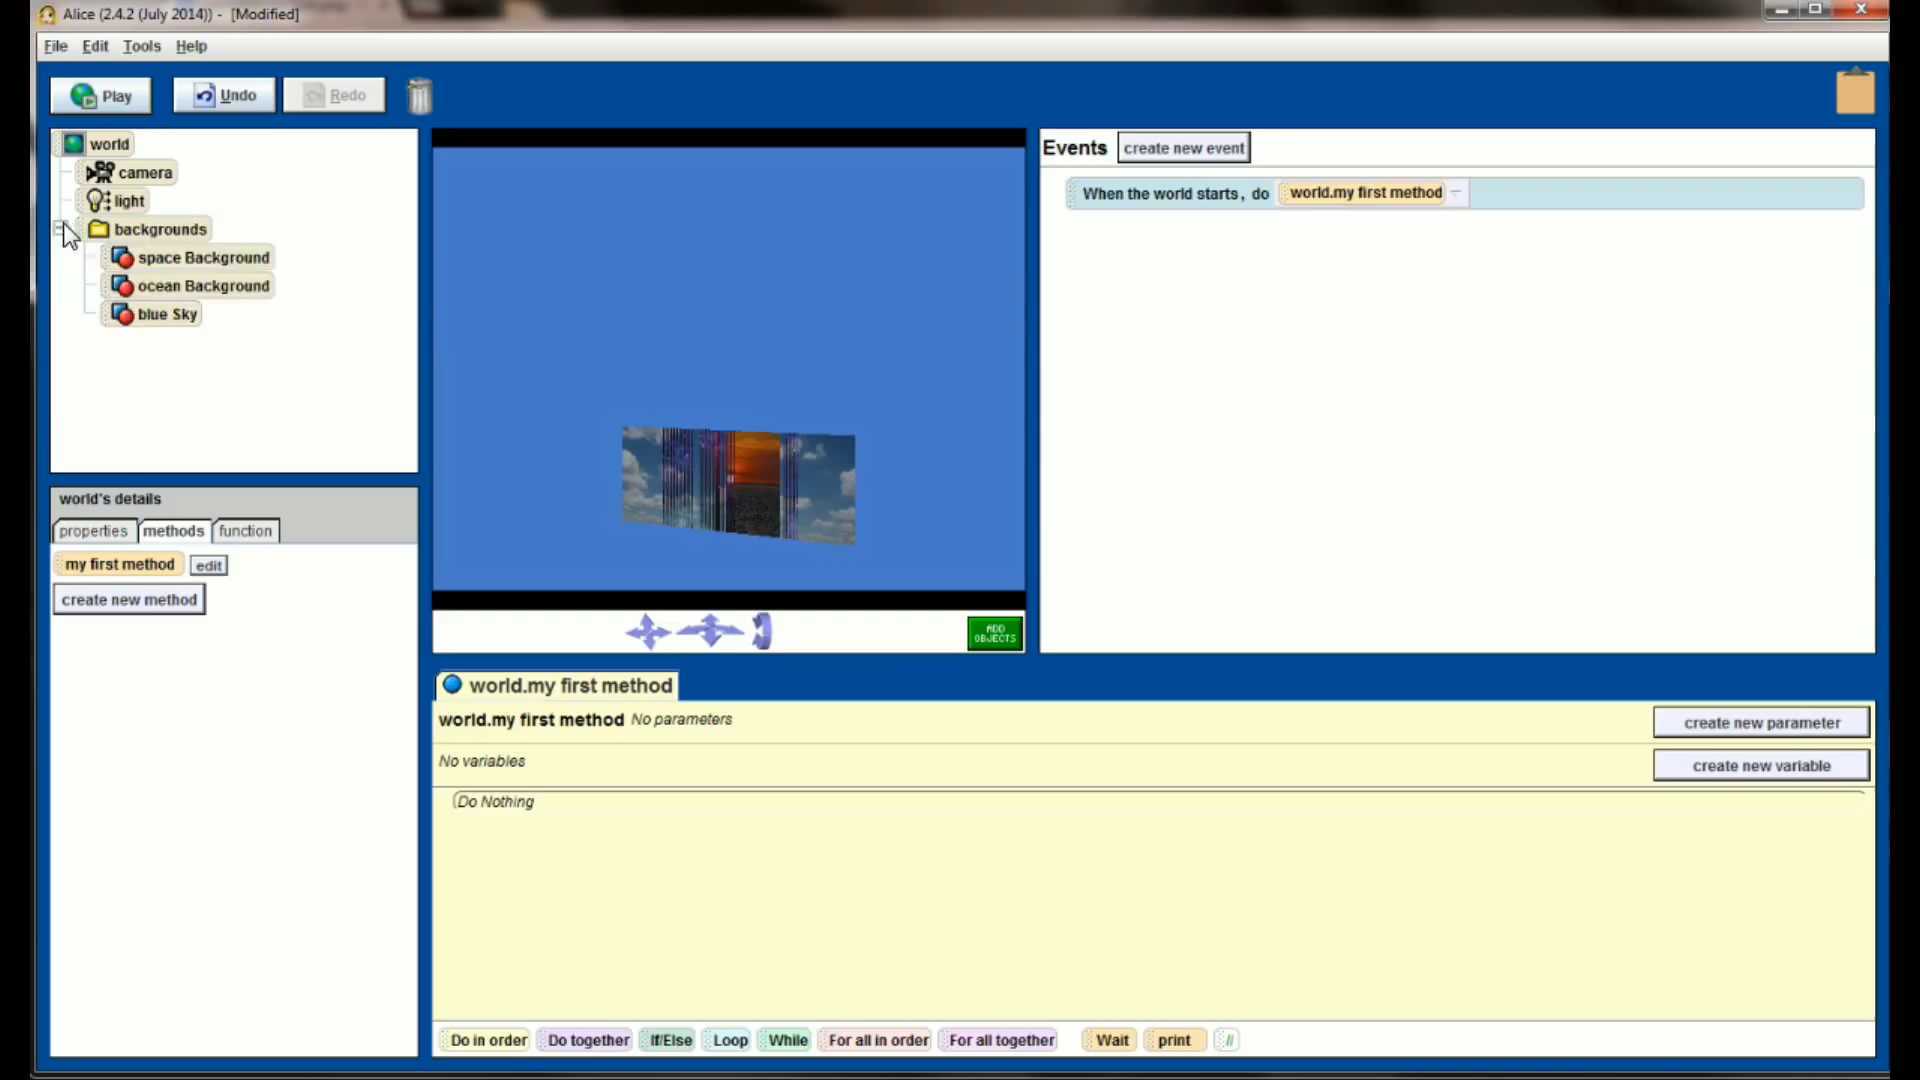 Alice (2.4.2 (July 2014)) - [Modified]
File Edit Tools Help
Play Undo Redo
world
camera
light
backgrounds
space Background
ocean Background
blue Sky
world's details
properties methods function
my first method edit
create new method
ADD
OBJECTS
Events create new event
When the world starts, do world.my first method
world.my first method
world.my first method No parameters
create new parameter
No variables
create new variable
Do Nothing
Do in order Do together If/Else Loop While For all in order For all together Wait print //